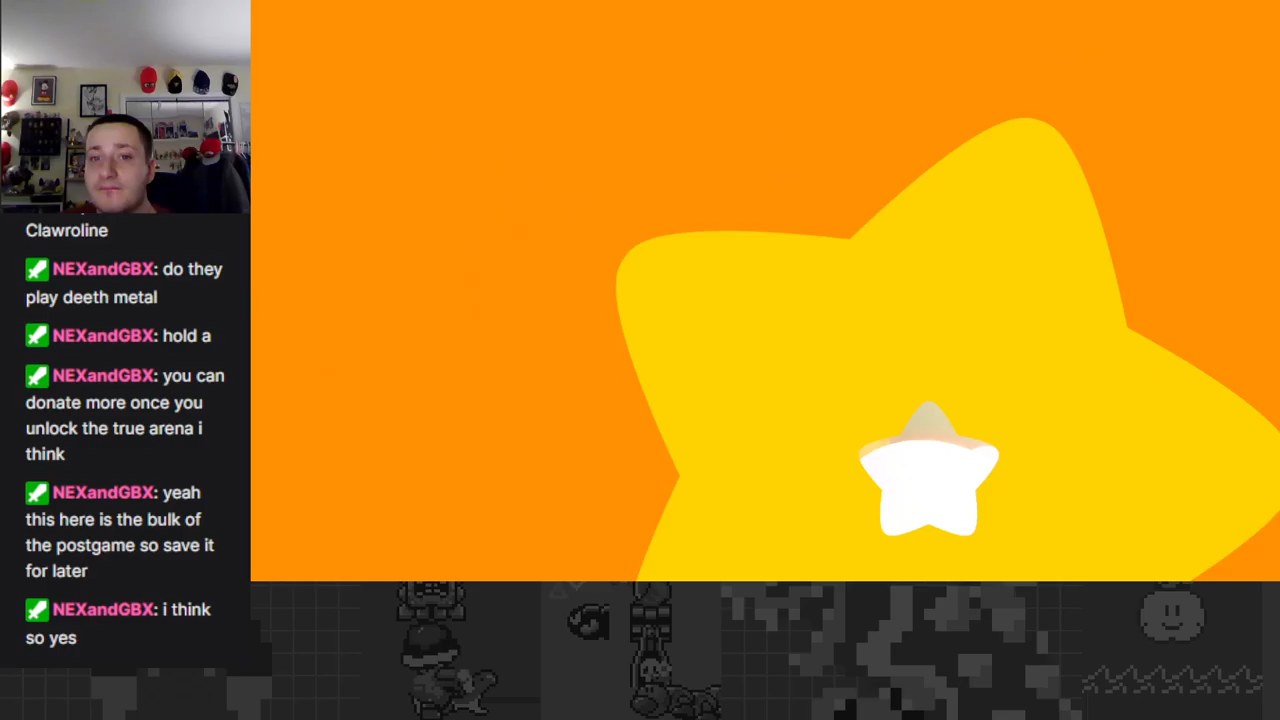 Clawroline
NEXandGBX: do they
play deeth metal
NEXandGBX: hold a
NEXandGBX: you can
donate more once you
unlock the true arena i
think
NEXandGBX: yeah
this here is the bulk of
the postgame so save it
for later
NEXandGBX: i think
so yes